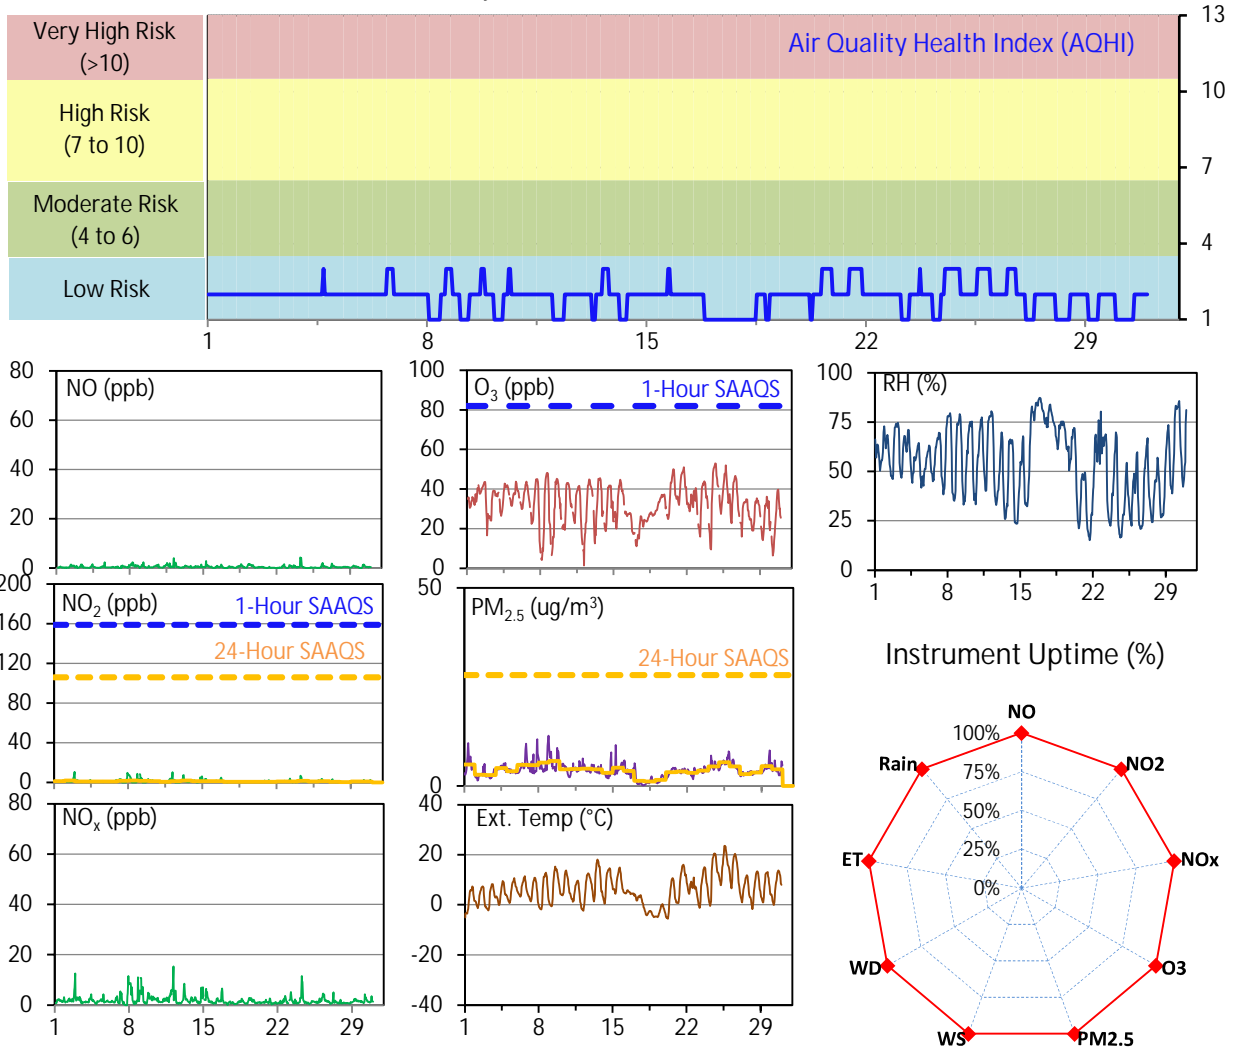 Very High Risk
(>10)
High Risk
(7 to 10)
Moderate Risk
(4 to 6)
Low Risk
Air Quality Health Index (AQHI)
13
10
7
4
1
1 8 15 22 29
NO (ppb)
80
60
40
20
0
O3 (ppb)
1-Hour SAAQS
100
80
60
40
20
0
RH (%)
100
75
50
25
0
1 8 15 22 29
NO2 (ppb)
1-Hour SAAQS
24-Hour SAAQS
200
160
120
80
40
0
PM2.5 (ug/m3)
24-Hour SAAQS
50
0
NOx (ppb)
80
60
40
20
0
1 8 15 22 29
Ext. Temp (°C)
40
20
0
-20
-40
1 8 15 22 29
Instrument Uptime (%)
NO
NO2
NOx
O3
PM2.5
WS
WD
ET
Rain
100%
75%
50%
25%
0%